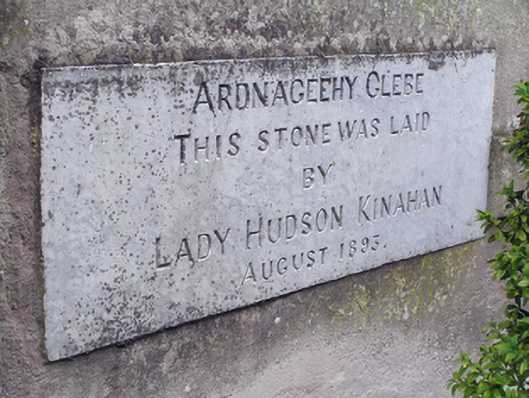 ARDNAGEEHY GLEBE
THIS STONE WAS LAID
BY
LADY HUDSON KINAHAN
AUGUST 1893.